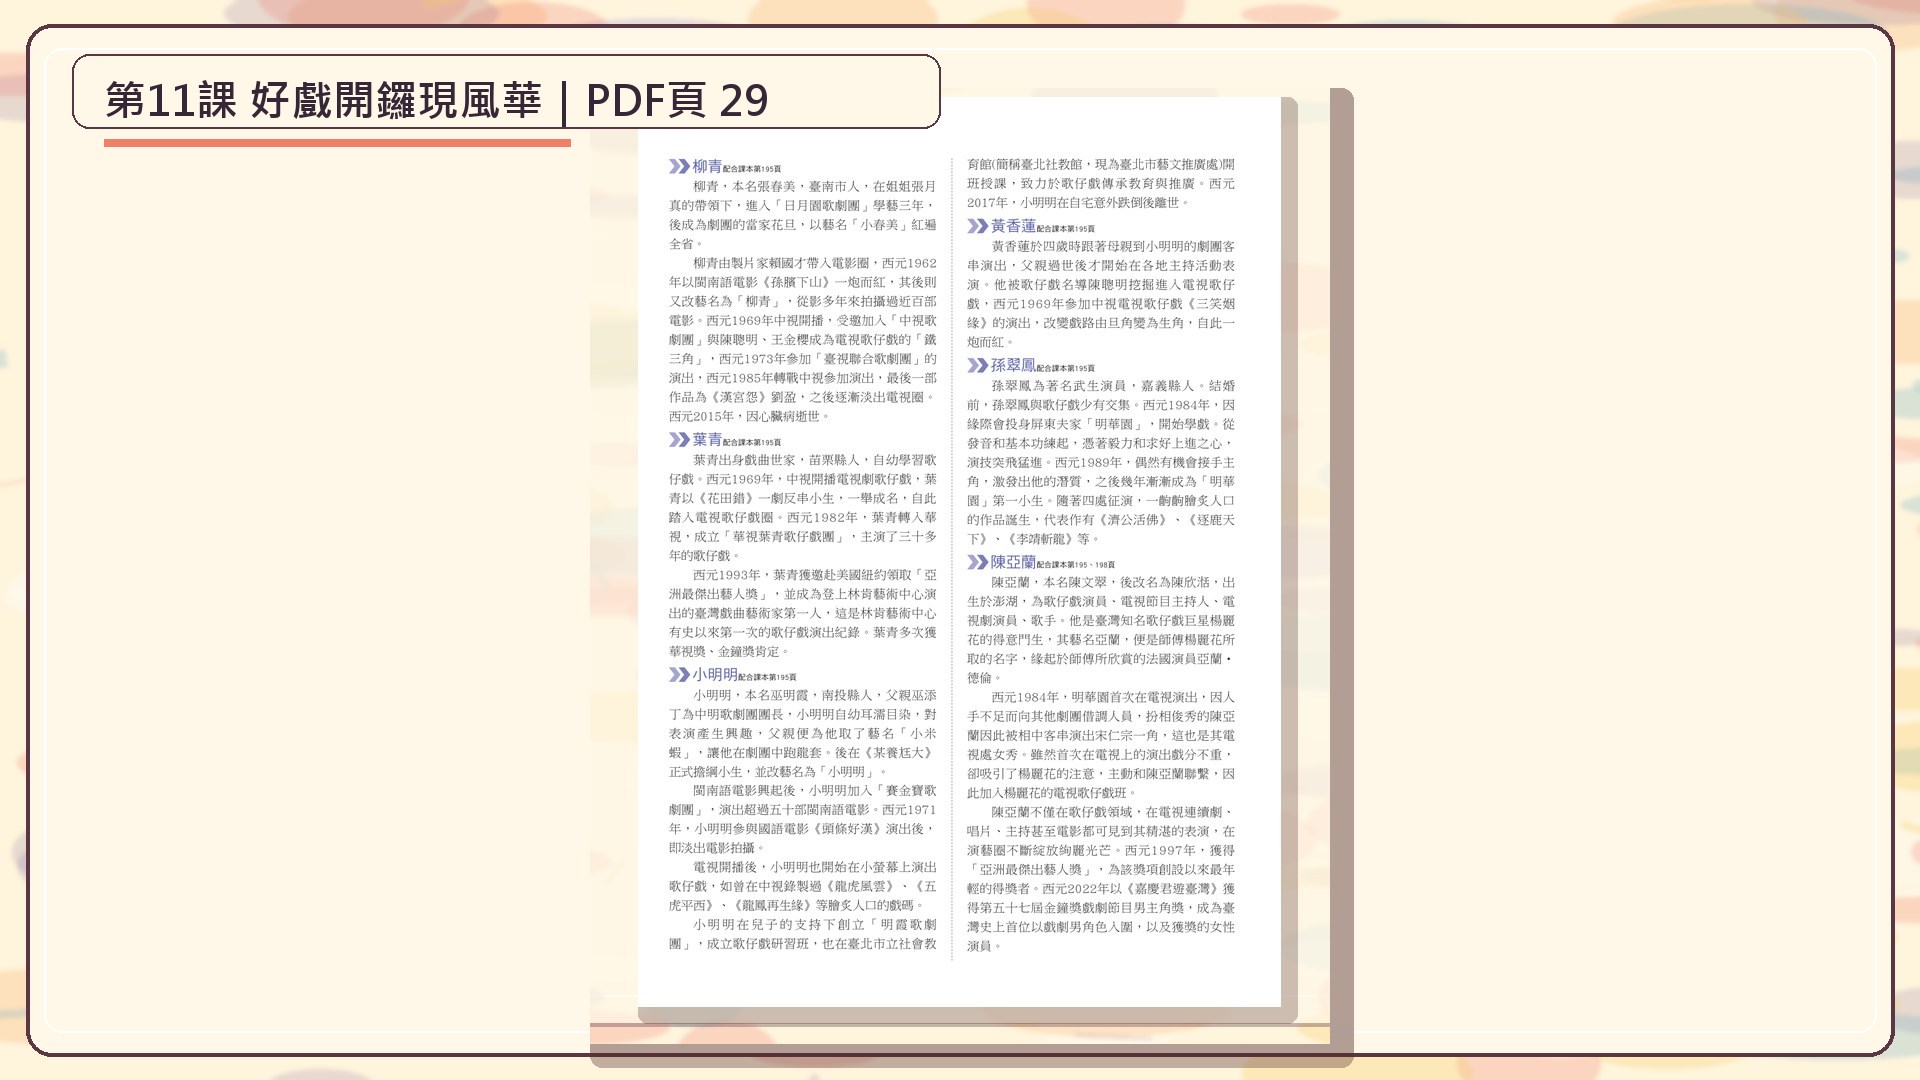 第11課 好戲開鑼現風華 | PDF頁 29
柳青配合課本第195頁
柳青，本名張春美，臺南市人，在姐姐張月
真的帶領下，進入「日月園歌劇團」學藝三年，
後成為劇團的當家花旦，以藝名「小春美」紅遍
全省。
柳青由製片家賴國才帶入電影圈，西元1962
年以閩南語電影《孫臏下山》一炮而紅，其後則
又改藝名為「柳青」，從影多年來拍攝過近百部
電影。西元1969年中視開播，受邀加入「中視歌
劇團」與陳聰明、王金櫻成為電視歌仔戲的「鐵
三角」，西元1973年參加「臺視聯合歌劇團」的
演出，西元1985年轉戰中視參加演出，最後一部
作品為《漢宮怨》劉盈，之後逐漸淡出電視圈。
西元2015年，因心臟病逝世。
葉青配合課本第195頁
葉青出身戲曲世家，苗栗縣人，自幼學習歌
仔戲。西元1969年，中視開播電視劇歌仔戲，葉
青以《花田錯》一劇反串小生，一舉成名，自此
踏入電視歌仔戲圈。西元1982年，葉青轉入華
視，成立「華視葉青歌仔戲團」，主演了三十多
年的歌仔戲。
西元1993年，葉青獲邀赴美國紐約領取「亞
洲最傑出藝人獎」，並成為登上林肯藝術中心演
出的臺灣戲曲藝術家第一人，這是林肯藝術中心
有史以來第一次的歌仔戲演出紀錄。葉青多次獲
華視獎、金鐘獎肯定。
小明明配合課本第195頁
小明明，本名巫明霞，南投縣人，父親巫添
丁為中明歌劇團團長，小明明自幼耳濡目染，對
表演產生興趣，父親便為他取了藝名「小米
蝦」，讓他在劇團中跑龍套。後在《某養尪大》
正式擔綱小生，並改藝名為「小明明」。
閩南語電影興起後，小明明加入「賽金寶歌
劇團」，演出超過五十部閩南語電影。西元1971
年，小明明參與國語電影《頭條好漢》演出後，
即淡出電影拍攝。
電視開播後，小明明也開始在小螢幕上演出
歌仔戲，如曾在中視錄製過《龍虎風雲》、《五
虎平西》、《龍鳳再生緣》等膾炙人口的戲碼。
小明明在兒子的支持下創立「明霞歌劇
團」，成立歌仔戲研習班，也在臺北市立社會教
育館(簡稱臺北社教館，現為臺北市藝文推廣處)開
班授課，致力於歌仔戲傳承教育與推廣。西元
2017年，小明明在自宅意外跌倒後離世。
黃香蓮配合課本第195頁
黃香蓮於四歲時跟著母親到小明明的劇團客
串演出，父親過世後才開始在各地主持活動表
演。他被歌仔戲名導陳聰明挖掘進入電視歌仔
戲，西元1969年參加中視電視歌仔戲《三笑姻
緣》的演出，改變戲路由旦角變為生角，自此一
炮而紅。
孫翠鳳配合課本第195頁
孫翠鳳為著名武生演員，嘉義縣人。結婚
前，孫翠鳳與歌仔戲少有交集。西元1984年，因
緣際會投身屏東夫家「明華園」，開始學戲。從
發音和基本功練起，憑著毅力和求好上進之心，
演技突飛猛進。西元1989年，偶然有機會接手主
角，激發出他的潛質，之後幾年漸漸成為「明華
園」第一小生。隨著四處征演，一齣齣膾炙人口
的作品誕生，代表作有《濟公活佛》、《逐鹿天
下》、《李靖斬龍》等。
陳亞蘭配合課本第195、198頁
陳亞蘭，本名陳文翠，後改名為陳欣湉，出
生於澎湖，為歌仔戲演員、電視節目主持人、電
視劇演員、歌手。他是臺灣知名歌仔戲巨星楊麗
花的得意門生，其藝名亞蘭，便是師傅楊麗花所
取的名字，緣起於師傅所欣賞的法國演員亞蘭‧
德倫。
西元1984年，明華園首次在電視演出，因人
手不足而向其他劇團借調人員，扮相俊秀的陳亞
蘭因此被相中客串演出宋仁宗一角，這也是其電
視處女秀。雖然首次在電視上的演出戲分不重，
卻吸引了楊麗花的注意，主動和陳亞蘭聯繫，因
此加入楊麗花的電視歌仔戲班。
陳亞蘭不僅在歌仔戲領域，在電視連續劇、
唱片、主持甚至電影都可見到其精湛的表演，在
演藝圈不斷綻放絢麗光芒。西元1997年，獲得
「亞洲最傑出藝人獎」，為該獎項創設以來最年
輕的得獎者。西元2022年以《嘉慶君遊臺灣》獲
得第五十七屆金鐘獎戲劇節目男主角獎，成為臺
灣史上首位以戲劇男角色入圍，以及獲獎的女性
演員。